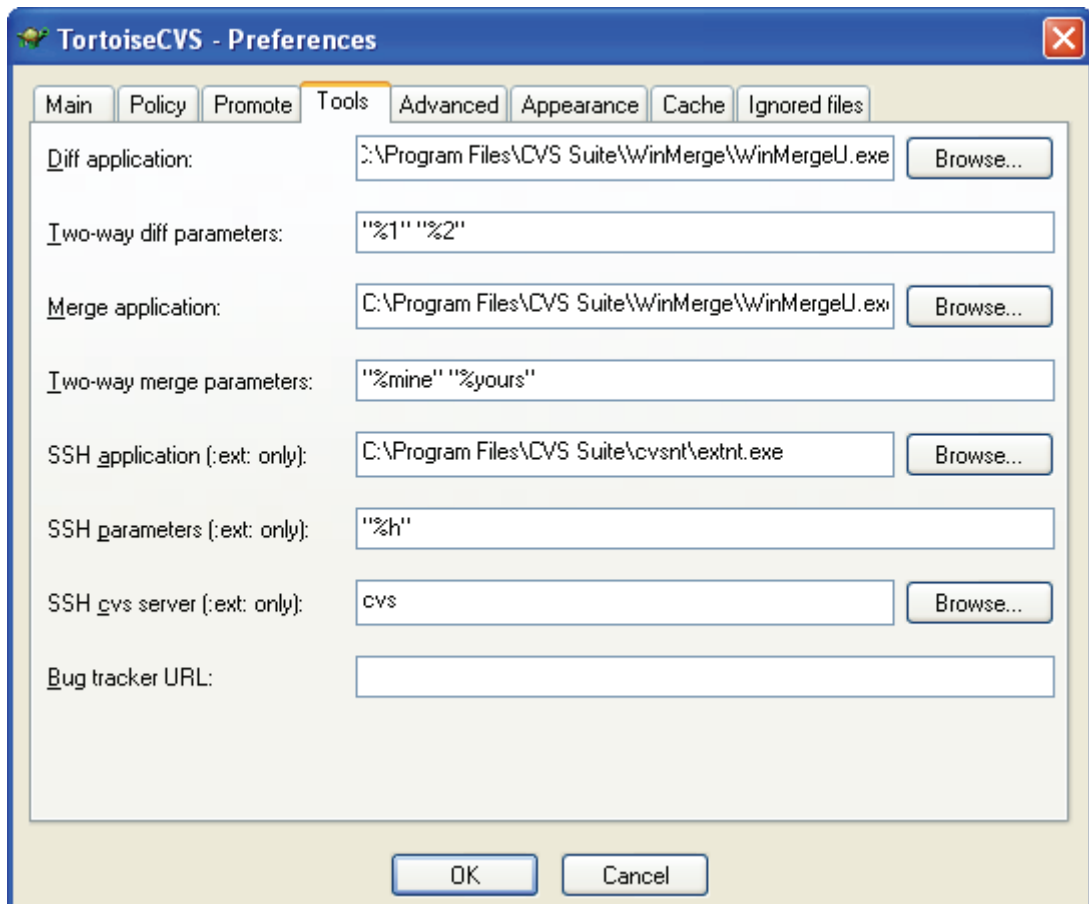 TortoiseCVS - Preferences
Main Policy Promote Tools Advanced Appearance Cache Ignored files
Diff application: :\Program Files\CVS Suite\WinMerge\WinMergeU.exe Browse...
Two-way diff parameters: "%1" "%2"
Merge application: C:\Program Files\CVS Suite\WinMerge\WinMergeU.ex Browse...
Two-way merge parameters: "%mine" "%yours"
SSH application (:ext: only): C:\Program Files\CVS Suite\cvsnt\extnt.exe Browse...
SSH parameters (:ext: only): "%h"
SSH cvs server (:ext: only): cvs Browse...
Bug tracker URL:
OK Cancel